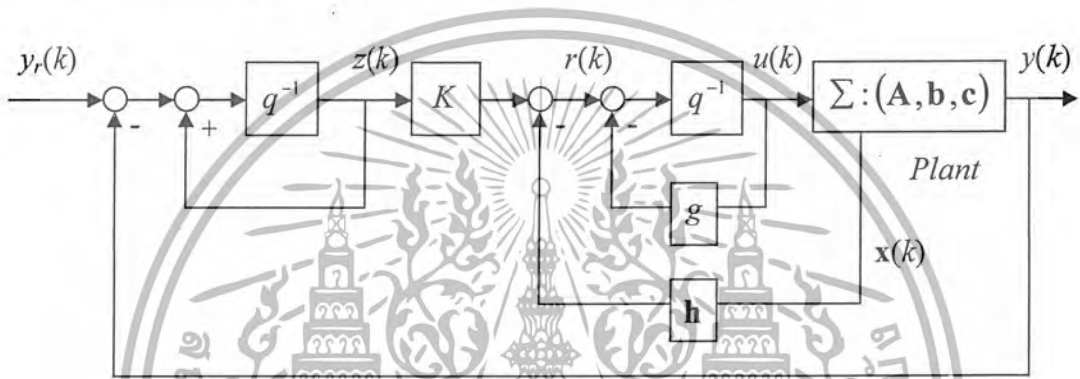 y_r(k)
z(k)
r(k)
u(k)
y(k)
q⁻¹
K
q⁻¹
∑ : (A, b, c)
-
+
-
-
Plant
g
x(k)
h
-